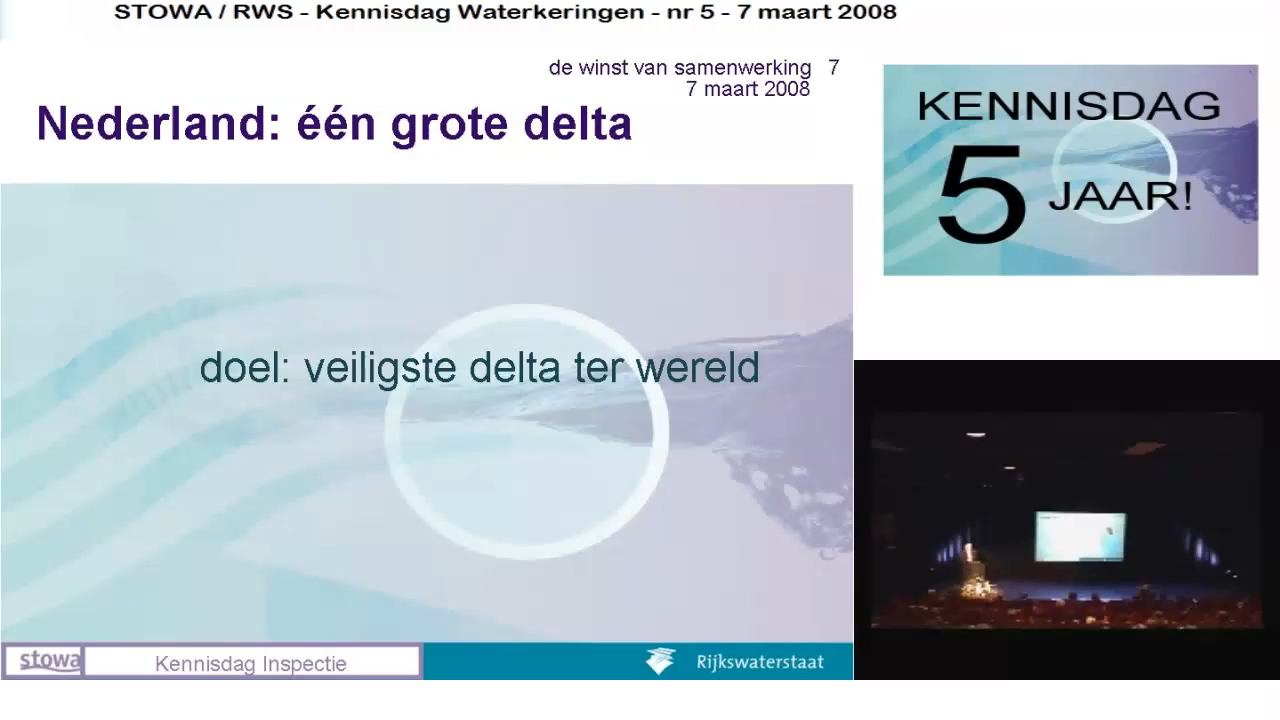 STOWA / RWS - Kennisdag Waterkeringen - nr 5 - 7 maart 2008
de winst van samenwerking 7
7 maart 2008
Nederland: één grote delta
KENNISDAG
5 JAAR!
doel: veiligste delta ter wereld
stowa
Kennisdag Inspectie
Rijkswaterstaat